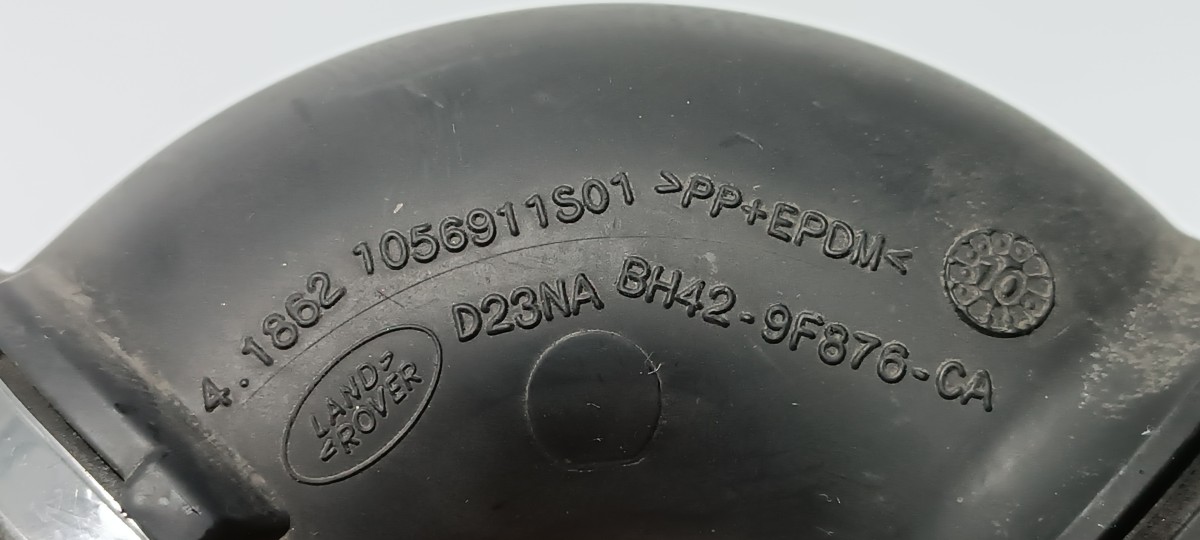 4.1862 1056911S01 >PP+EPDM<
10
D23NA BH42-9F876-CA
LAND>
<ROVER